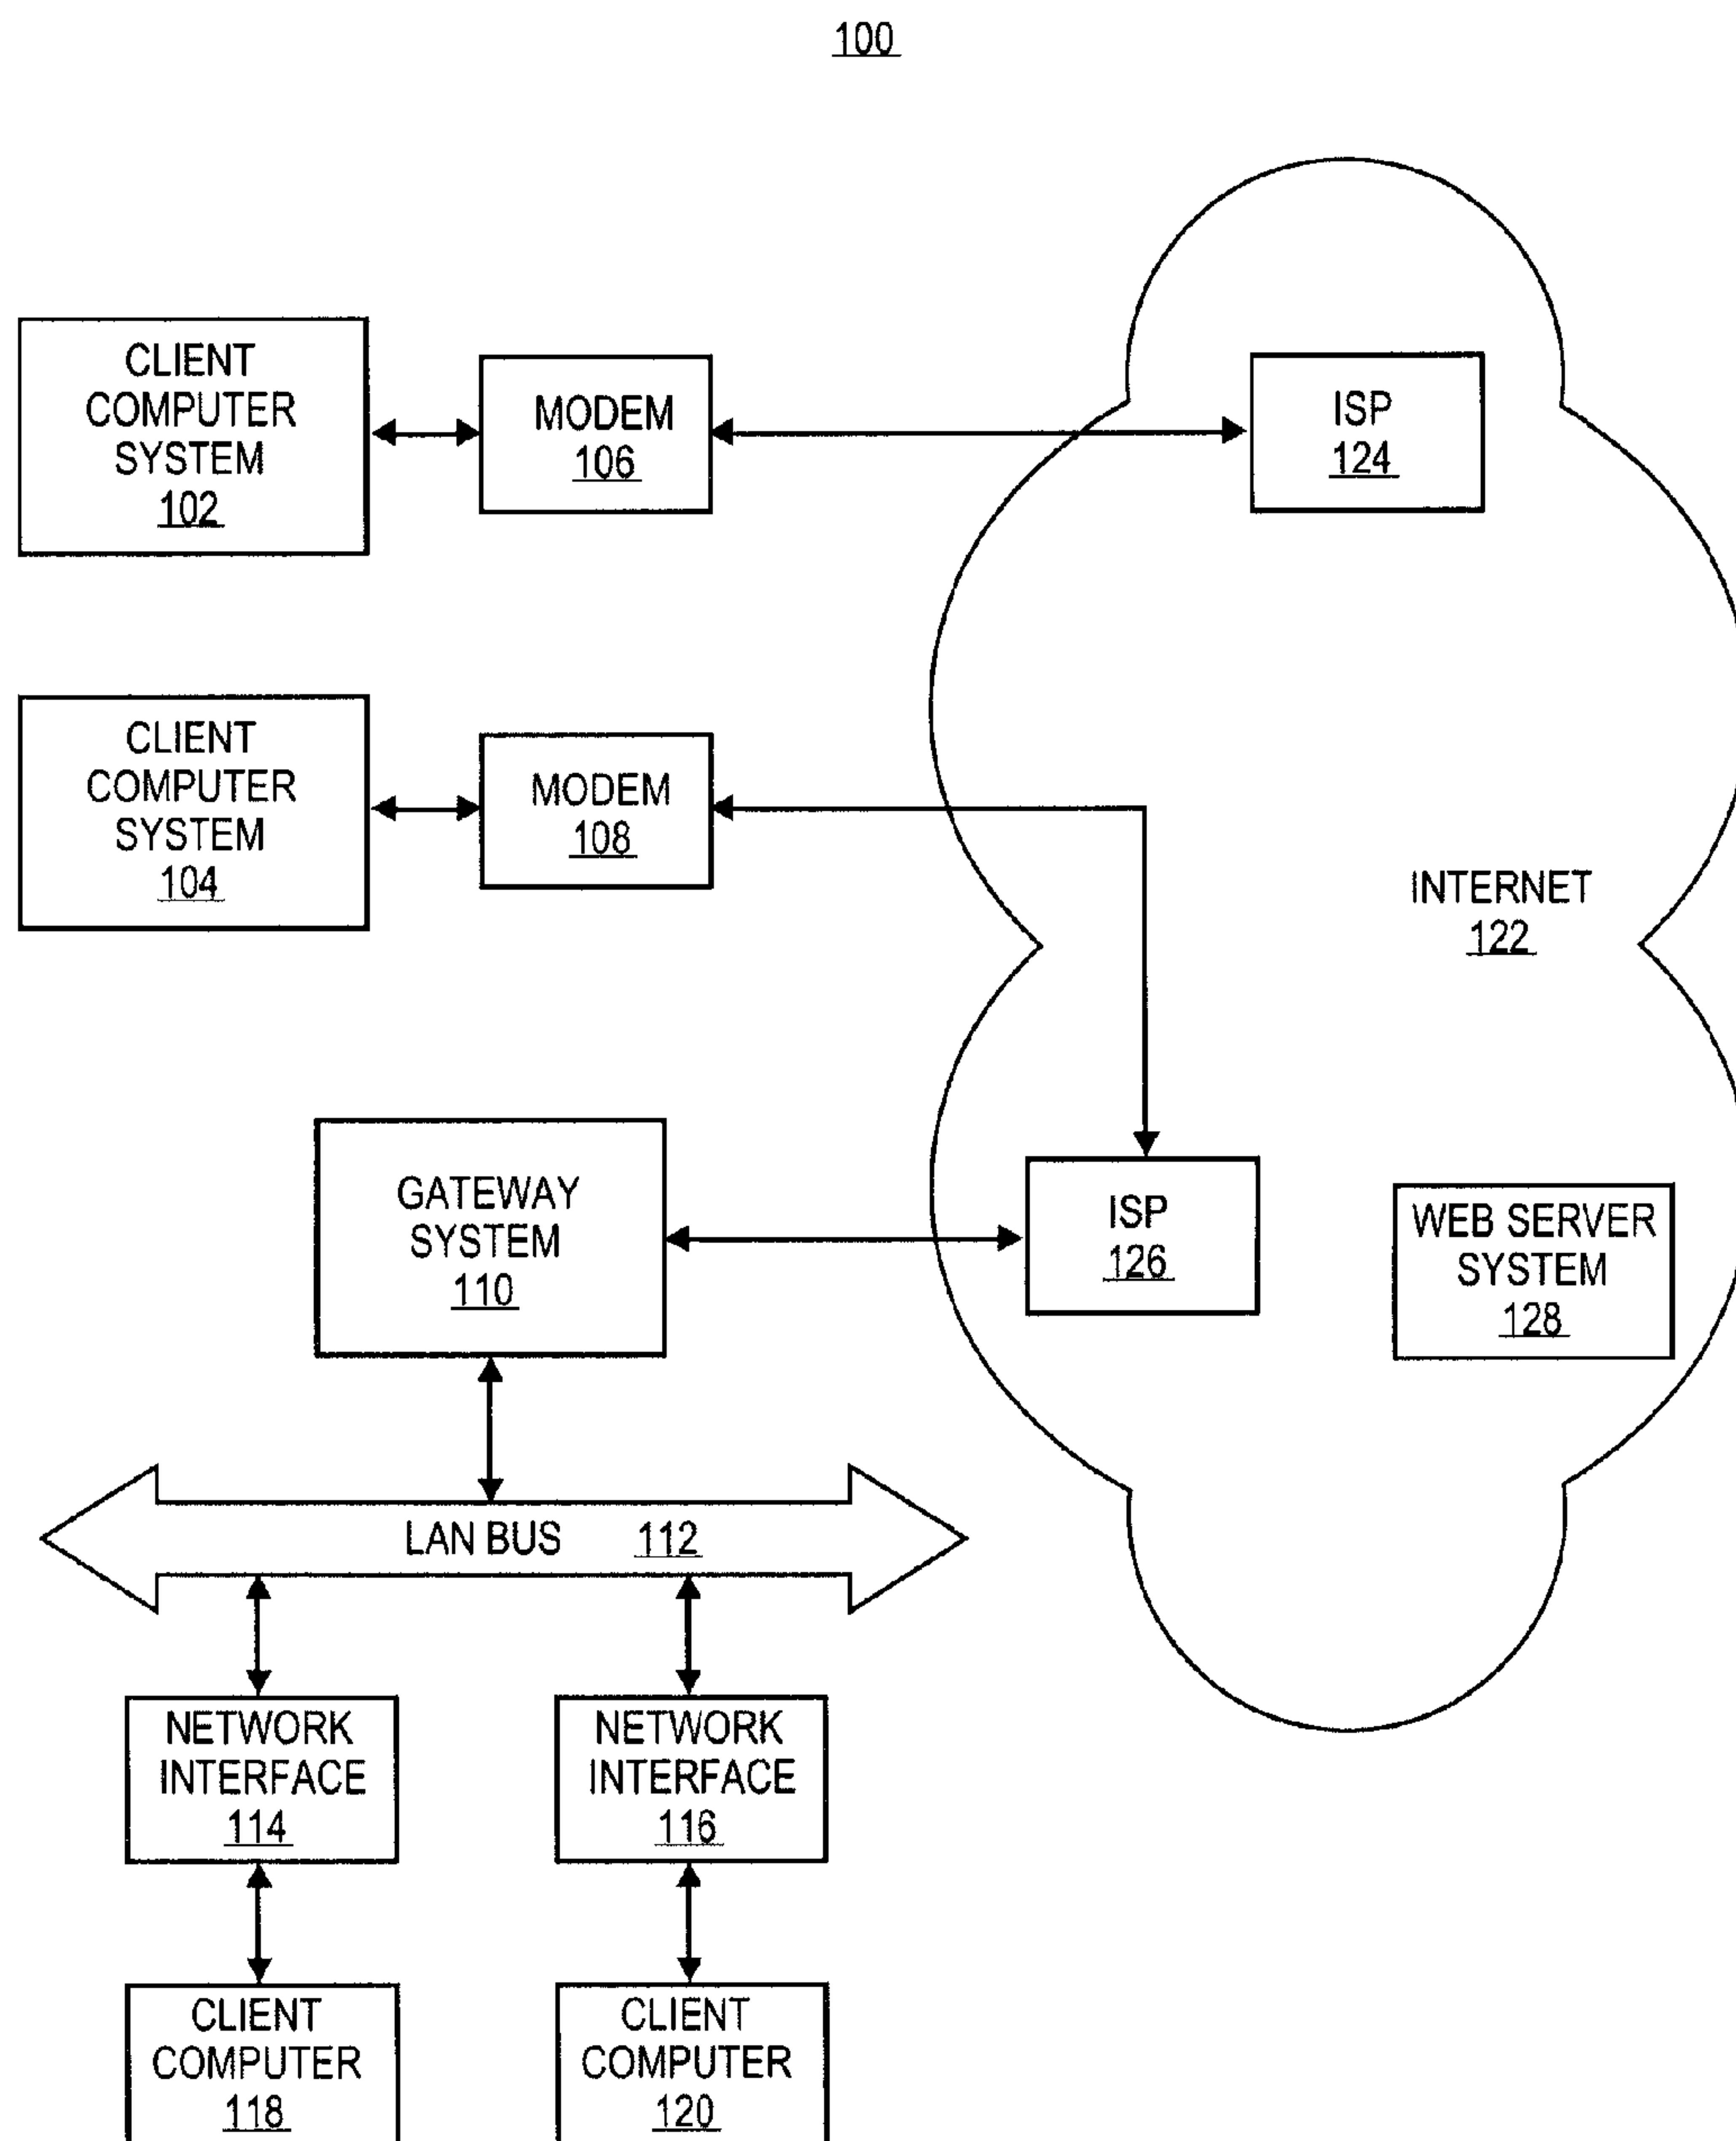 100
CLIENT
COMPUTER
SYSTEM
102
MODEM
106
ISP
124
CLIENT
COMPUTER
SYSTEM
104
MODEM
108
INTERNET
122
GATEWAY
SYSTEM
110
ISP
126
WEB SERVER
SYSTEM
128
LAN BUS 112
NETWORK
INTERFACE
114
NETWORK
INTERFACE
116
CLIENT
COMPUTER
118
CLIENT
COMPUTER
120